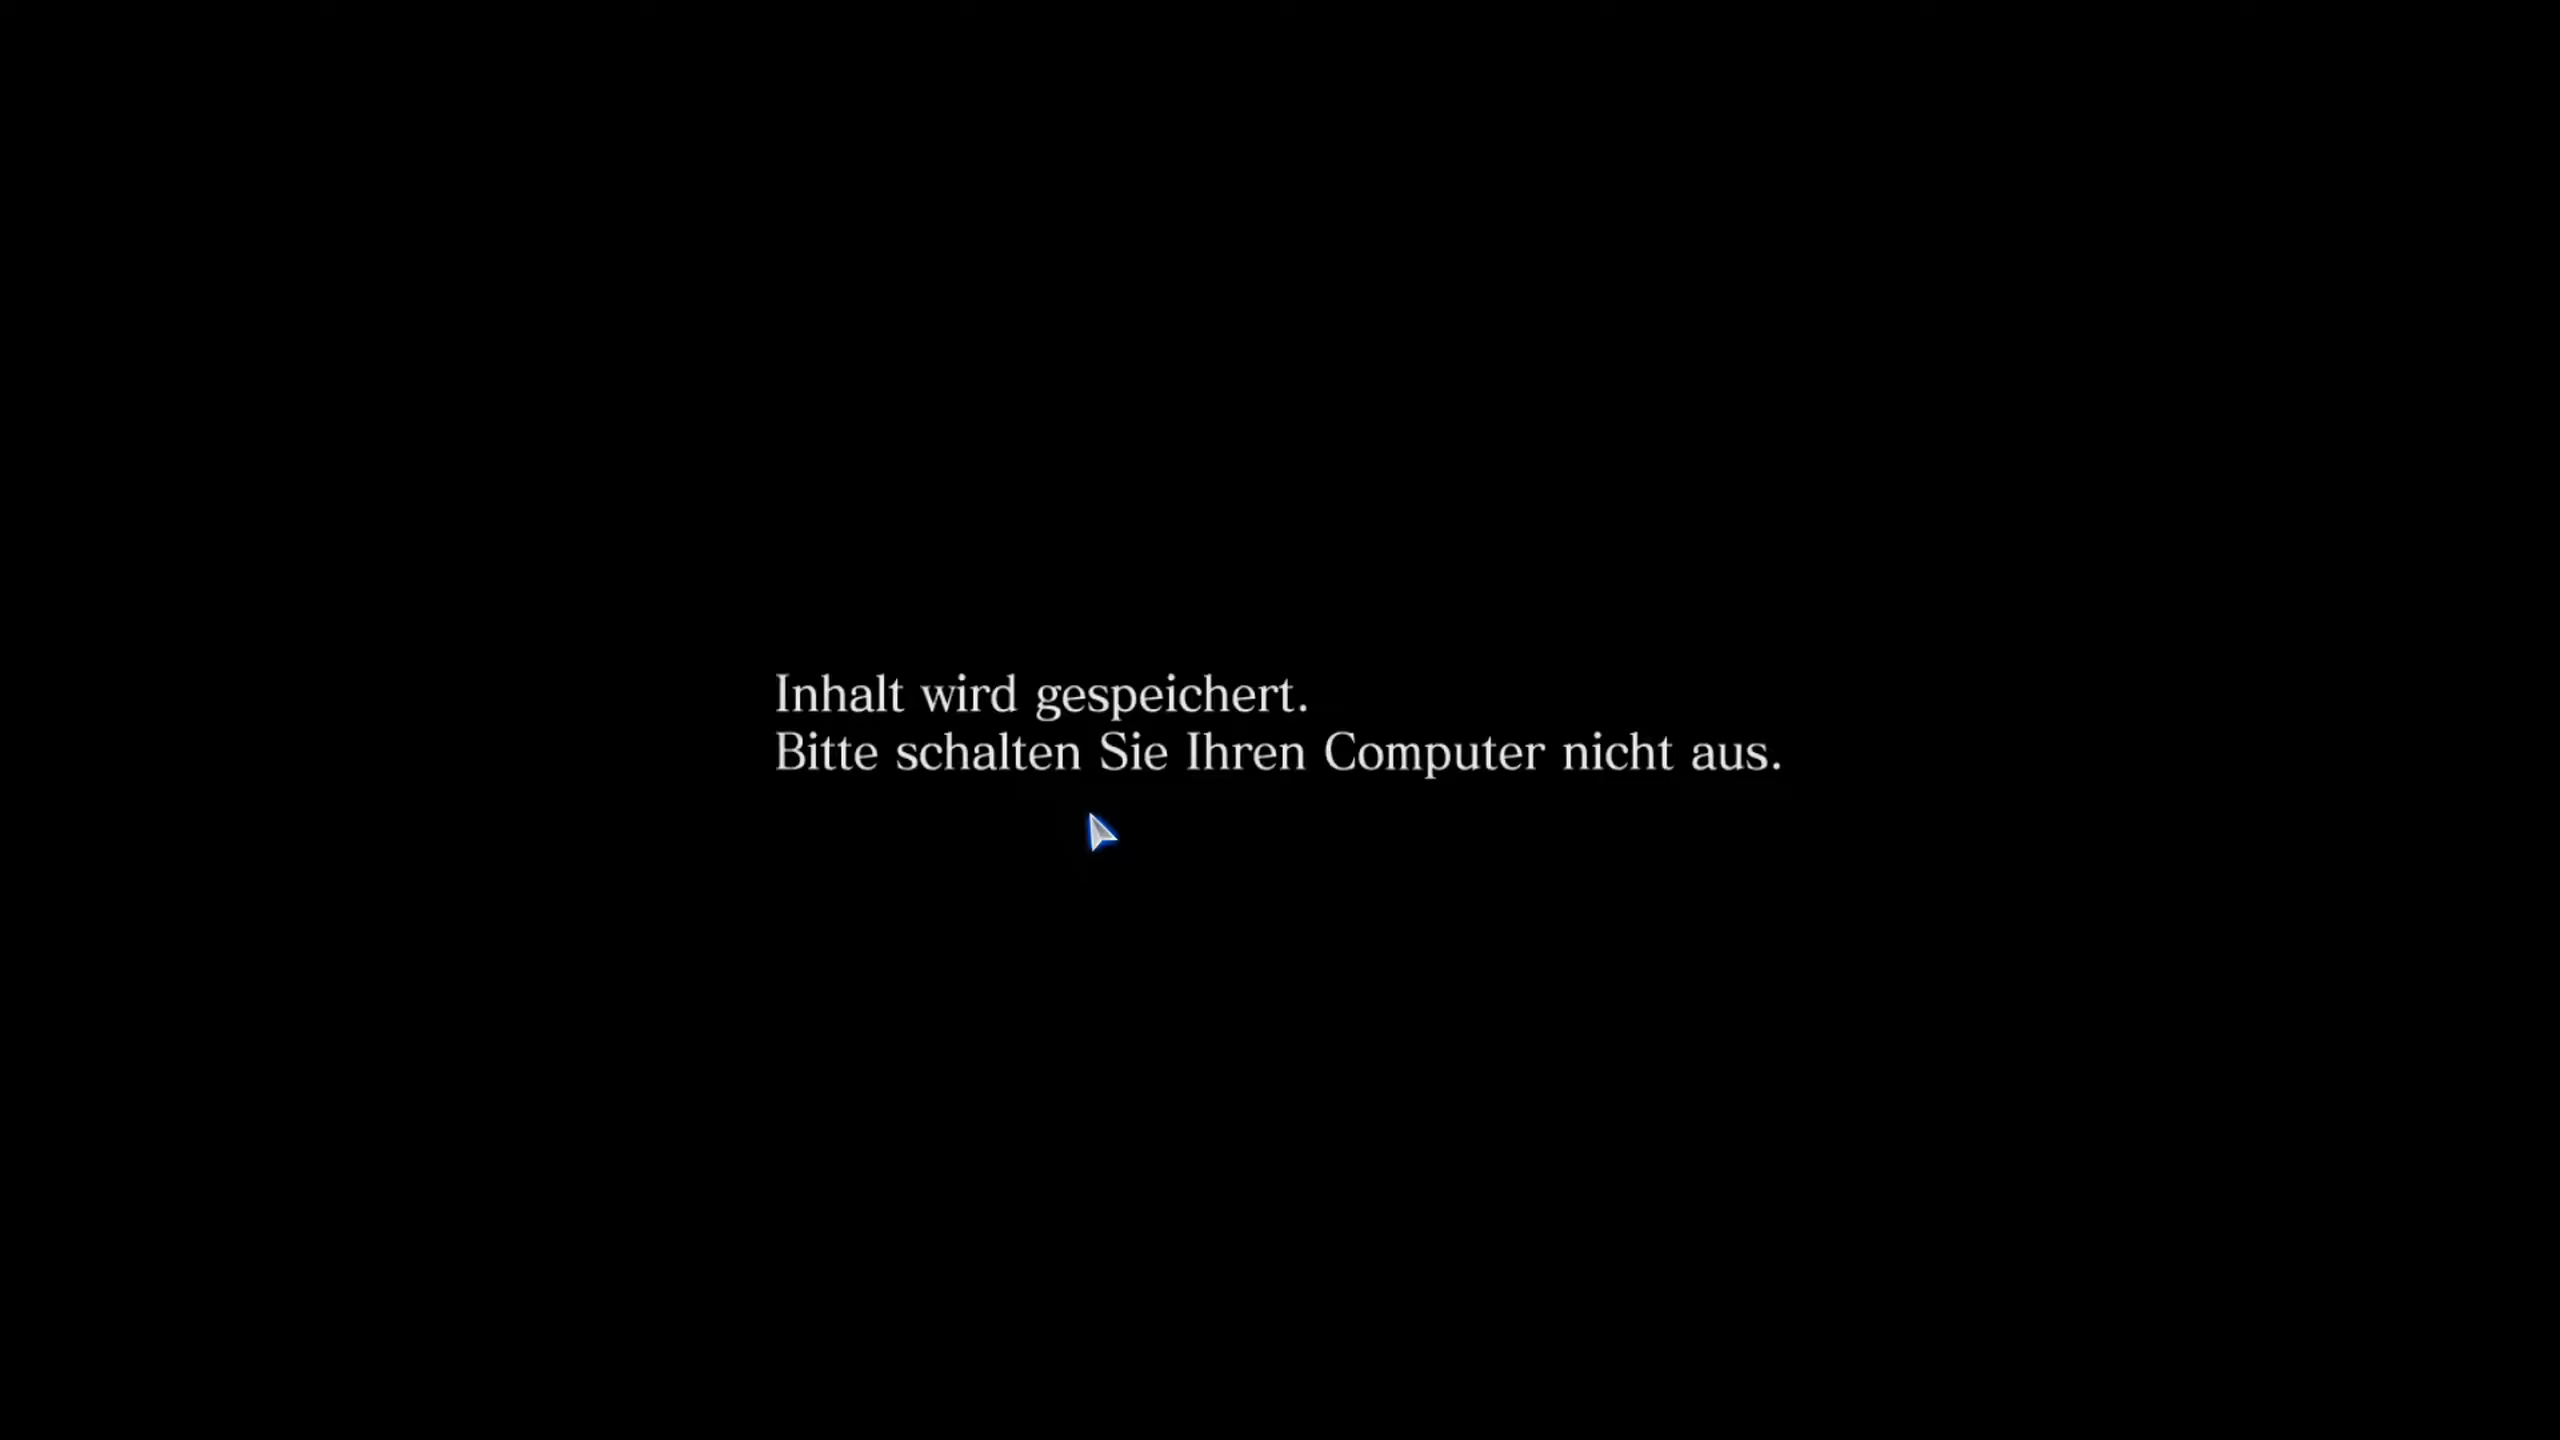 Inhalt wird gespeichert.
Bitte schalten Sie Ihren Computer nicht aus.